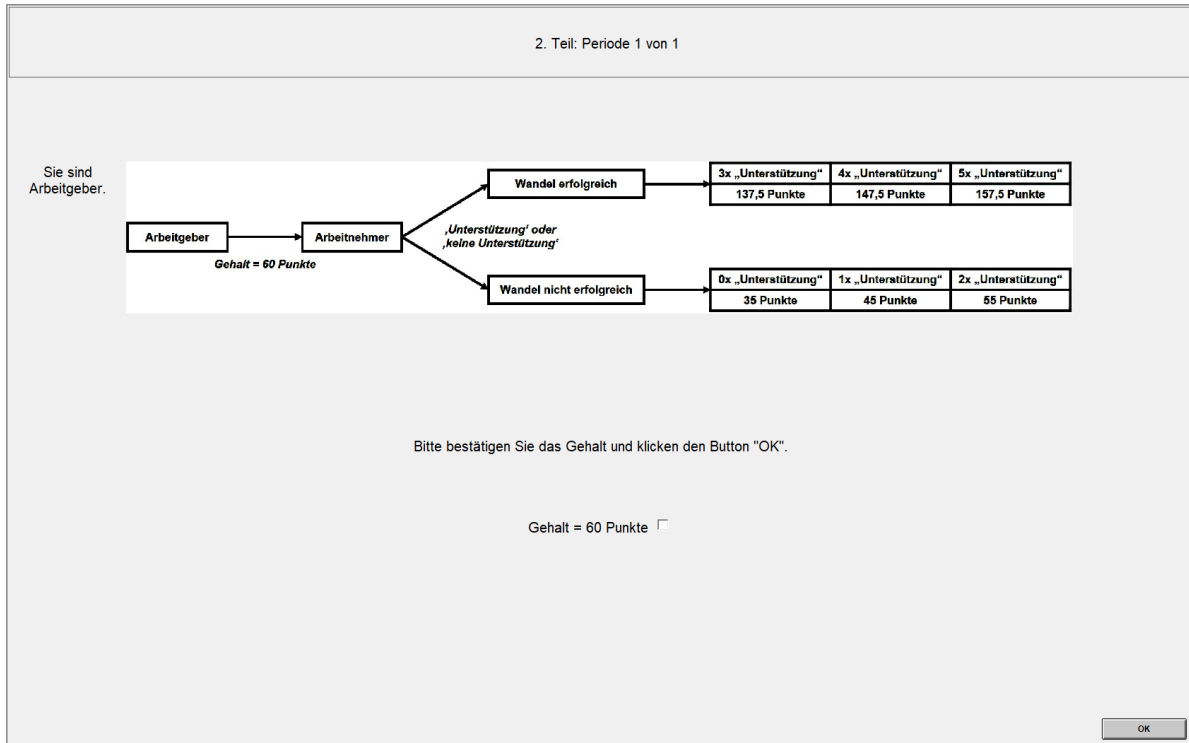 2. Teil: Periode 1 von 1
Sie sind
Arbeitgeber.
Arbeitgeber
Gehalt = 60 Punkte
Arbeitnehmer
‚Unterstützung‘ oder
‚keine Unterstützung‘
Wandel erfolgreich
3x „Unterstützung“ 4x „Unterstützung“ 5x „Unterstützung“
137,5 Punkte 147,5 Punkte 157,5 Punkte
Wandel nicht erfolgreich
0x „Unterstützung“ 1x „Unterstützung“ 2x „Unterstützung“
35 Punkte 45 Punkte 55 Punkte
Bitte bestätigen Sie das Gehalt und klicken den Button "OK".
Gehalt = 60 Punkte
OK